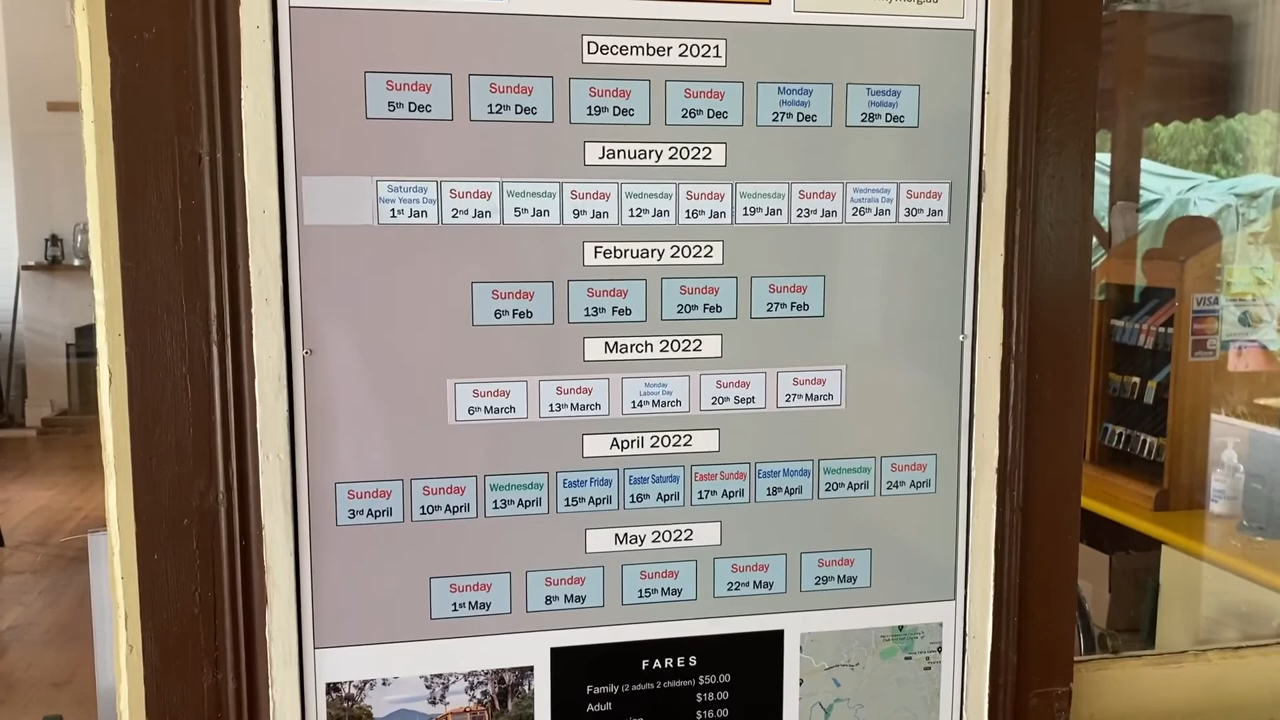 December 2021
Sunday
5th Dec
Sunday
12th Dec
Sunday
19th Dec
Sunday
26th Dec
Monday
(Holiday)
27th Dec
Tuesday
(Holiday)
28th Dec
January 2022
Saturday
New Years Day
1st Jan
Sunday
2nd Jan
Wednesday
5th Jan
Sunday
9th Jan
Wednesday
12th Jan
Sunday
16th Jan
Wednesday
19th Jan
Sunday
23rd Jan
Wednesday
Australia Day
26th Jan
Sunday
30th Jan
February 2022
Sunday
6th Feb
Sunday
13th Feb
Sunday
20th Feb
Sunday
27th Feb
March 2022
Sunday
6th March
Sunday
13th March
Monday
Labour Day
14th March
Sunday
20th Sept
Sunday
27th March
April 2022
Sunday
3rd April
Sunday
10th April
Wednesday
13th April
Easter Friday
15th April
Easter Saturday
16th April
Easter Sunday
17th April
Easter Monday
18th April
Wednesday
20th April
Sunday
24th April
May 2022
Sunday
1st May
Sunday
8th May
Sunday
15th May
Sunday
22nd May
Sunday
29th May
FARES
Family (2 adults 2 children) $50.00
Adult $18.00
$16.00
VISA